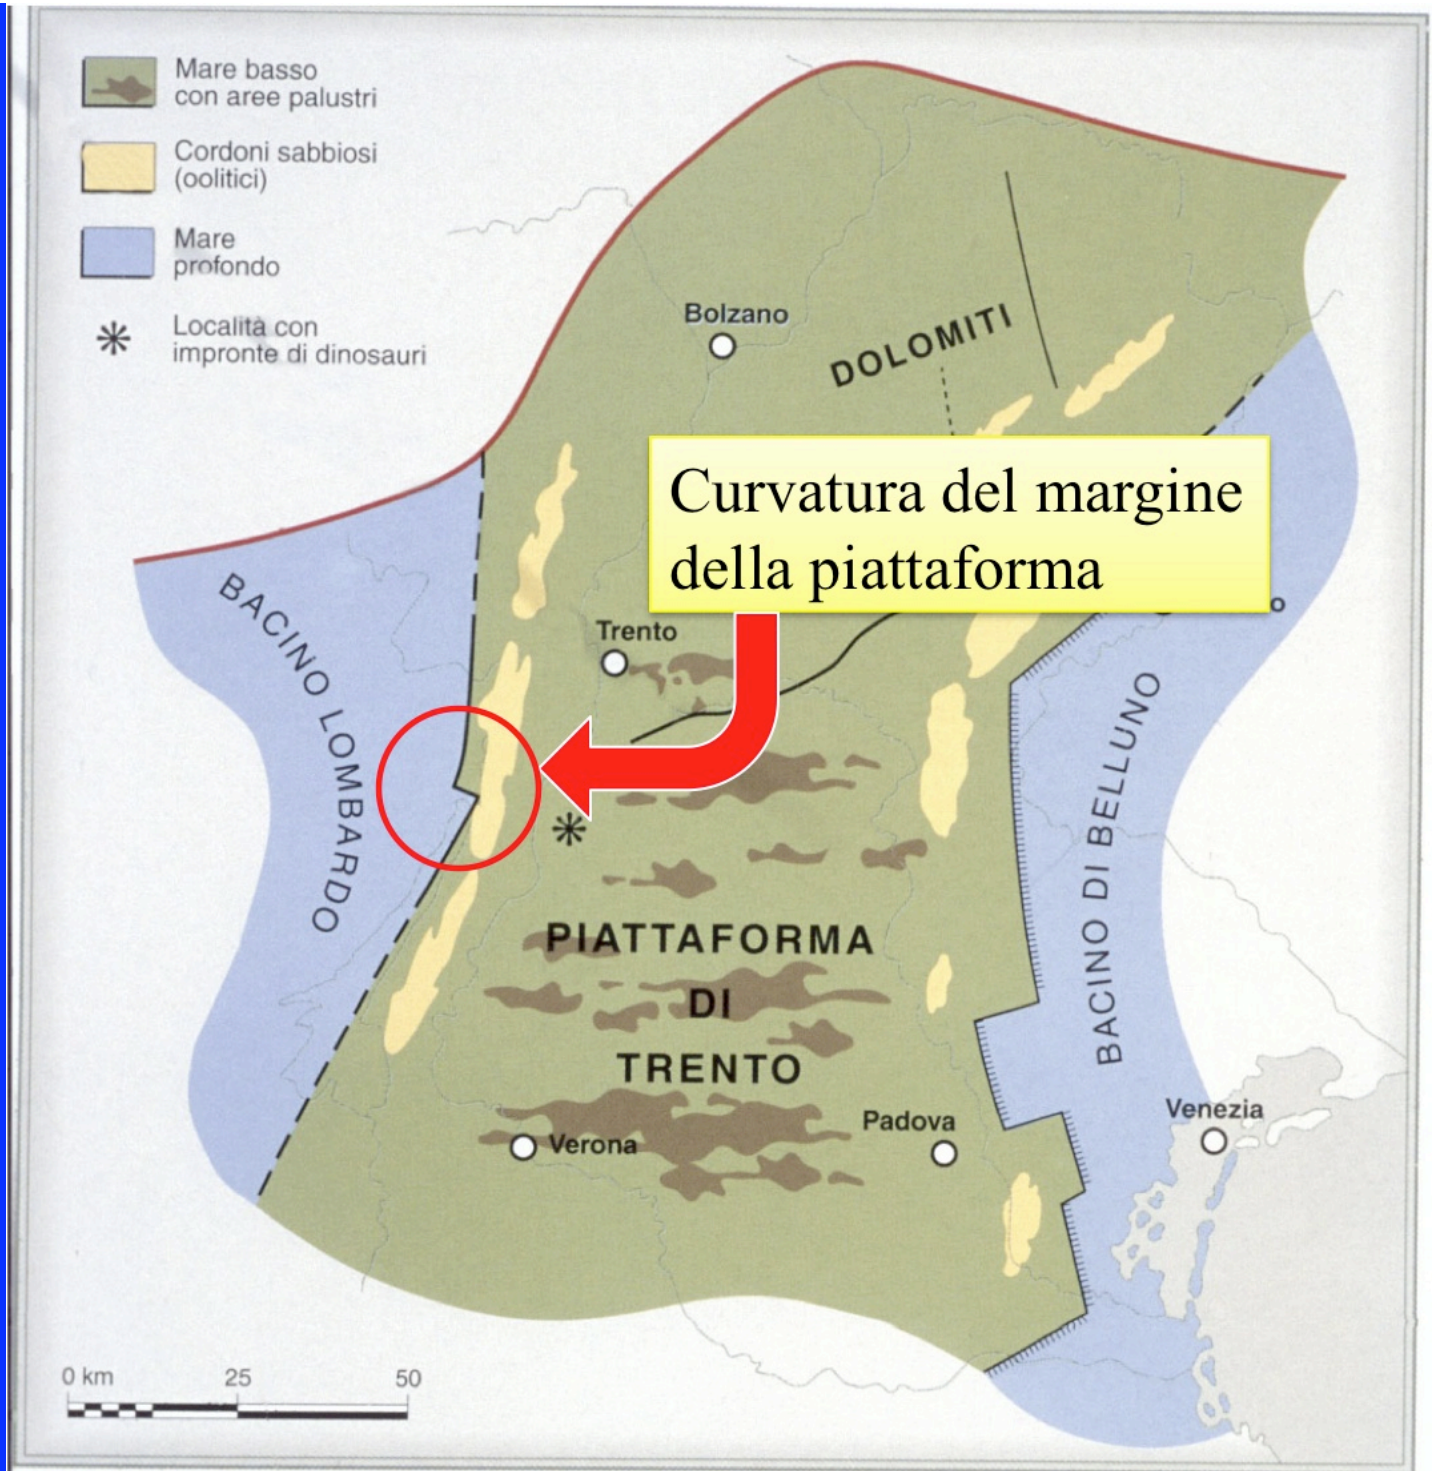 Mare basso
con aree palustri
Cordoni sabbiosi
(oolitici)
Mare
profondo
Località con
impronte di dinosauri
Bolzano
DOLOMITI
Curvatura del margine
della piattaforma
BACINO LOMBARDO
Trento
BACINO DI BELLUNO
PIATTAFORMA
DI
TRENTO
Verona
Padova
Venezia
0 km 25 50